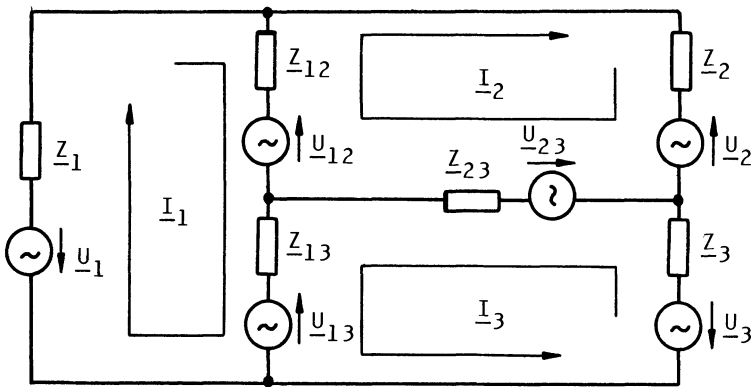 Z₁₂
I₂
Z₂
U₁₂
U₂₃
U₂
Z₁
Z₂₃
I₁
U₁
Z₁₃
Z₃
U₁₃
I₃
U₃